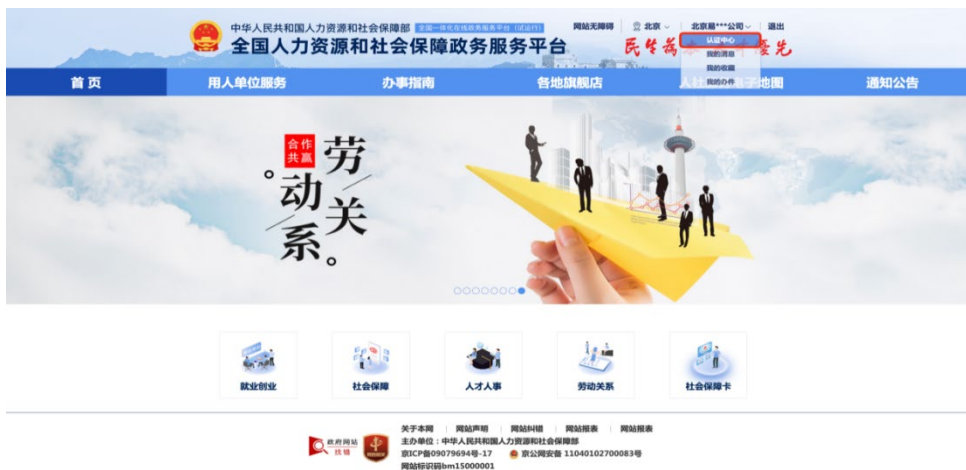 中华人民共和国人力资源和社会保障部 全国一体化在线政务服务平台（试运行）
网站无障碍 北京 北京易***公司 退出
全国人力资源和社会保障政务服务平台
民生為 優先
认证中心
我的消息
我的收藏
我的办件
首页 用人单位服务 办事指南 各地旗舰店 人社 子地图 通知公告
合作共赢
劳动关系。
就业创业 社会保障 人才人事 劳动关系 社会保障卡
关于本网 网站声明 网站纠错 网站报表 网站报表
政府网站找错
主办单位：中华人民共和国人力资源和社会保障部
京ICP备09079694号-17 京公网安备 11040102700083号
网站标识码bm15000001